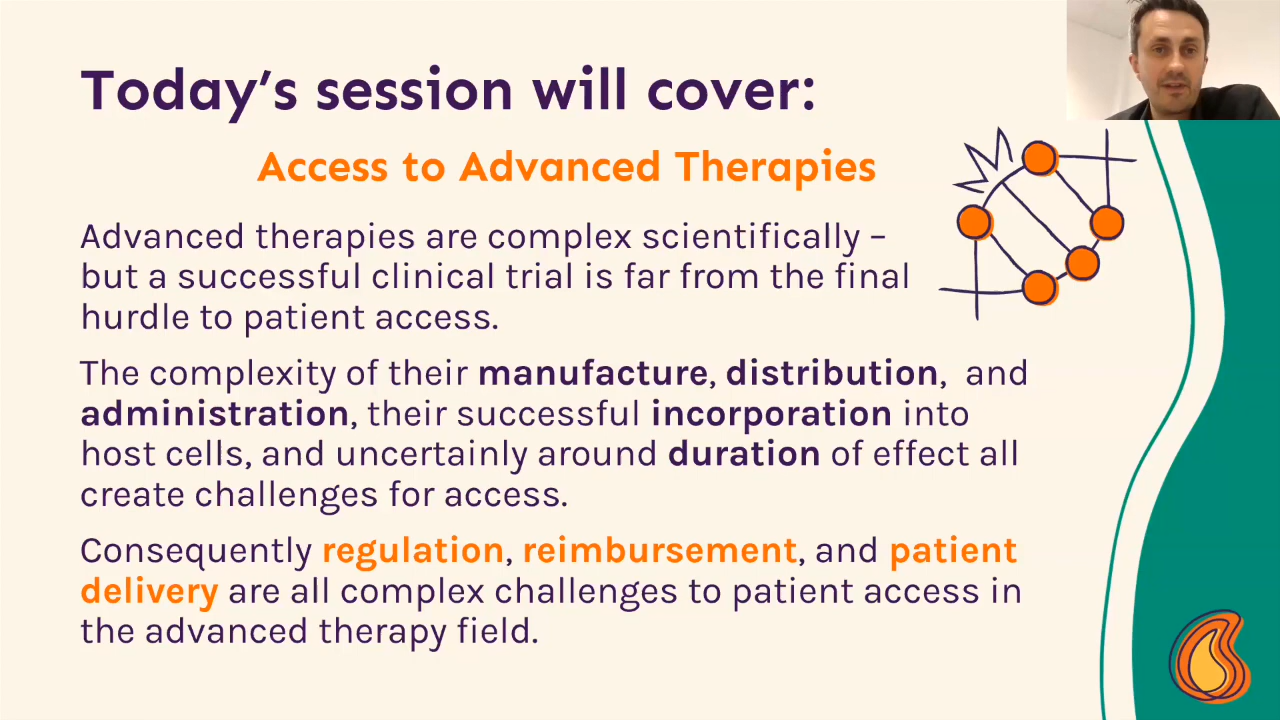 Today’s session will cover:
Access to Advanced Therapies
Advanced therapies are complex scientifically –
but a successful clinical trial is far from the final
hurdle to patient access.
The complexity of their manufacture, distribution,  and
administration, their successful incorporation into
host cells, and uncertainly around duration of effect all
create challenges for access.
Consequently regulation, reimbursement, and patient
delivery are all complex challenges to patient access in
the advanced therapy field.